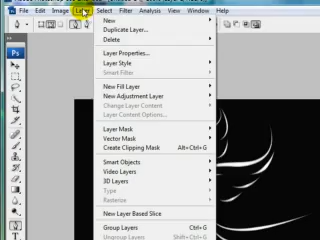 File Edit Image Layer Select Filter Analysis View Window Help
New
Duplicate Layer...
Delete
Layer Properties...
Layer Style
Smart Filter
New Fill Layer
New Adjustment Layer
Change Layer Content
Layer Content Options...
Layer Mask
Vector Mask
Create Clipping Mask Alt+Ctrl+G
Smart Objects
Video Layers
3D Layers
Type
Rasterize
New Layer Based Slice
Group Layers Ctrl+G
Ungroup Layers Shift+Ctrl+G
Ps